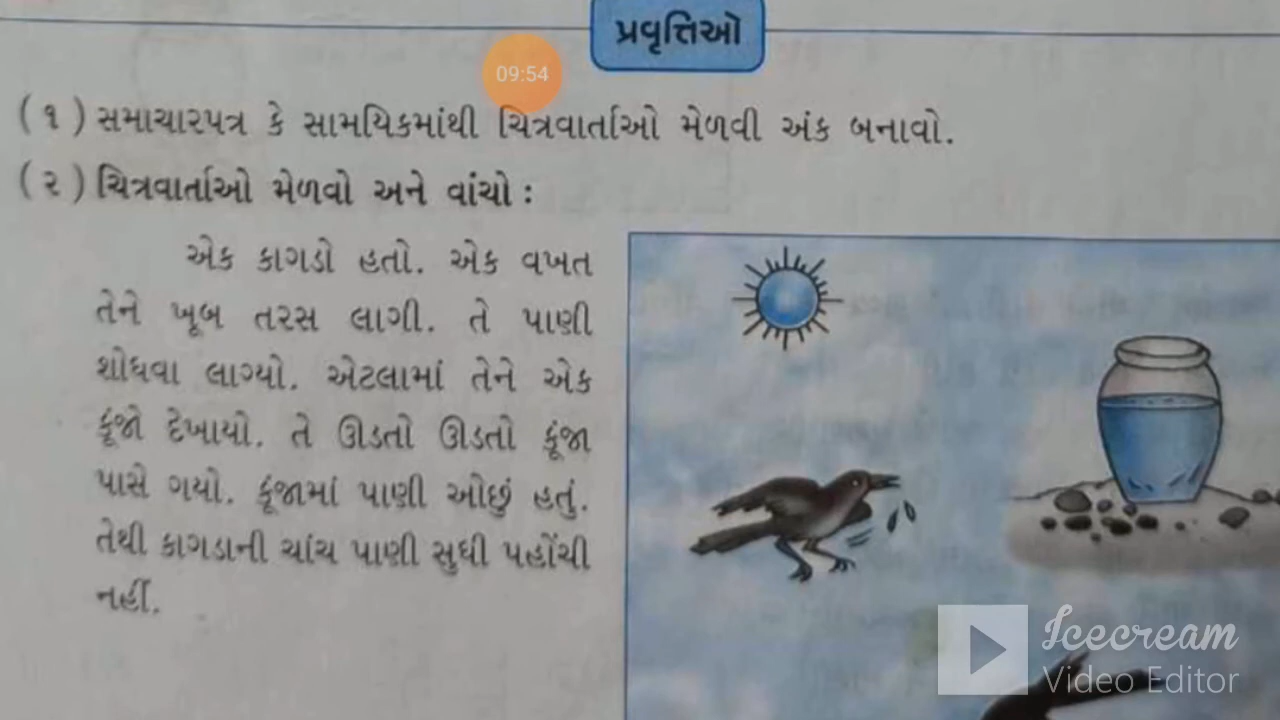 પ્રવૃત્તિઓ
09:54
(૧) સમાચારપત્ર કે સામયિકમાંથી ચિત્રવાર્તાઓ મેળવી અંક બનાવો.
(૨) ચિત્રવાર્તાઓ મેળવો અને વાંચો :
એક કાગડો હતો. એક વખત
તેને ખૂબ તરસ લાગી. તે પાણી
શોધવા લાગ્યો. એટલામાં તેને એક
કૂંજો દેખાયો. તે ઊડતો ઊડતો કૂંજા
પાસે ગયો. કૂંજામાં પાણી ઓછું હતું.
તેથી કાગડાની ચાંચ પાણી સુધી પહોંચી
નહીં.
Icecream
Video Editor